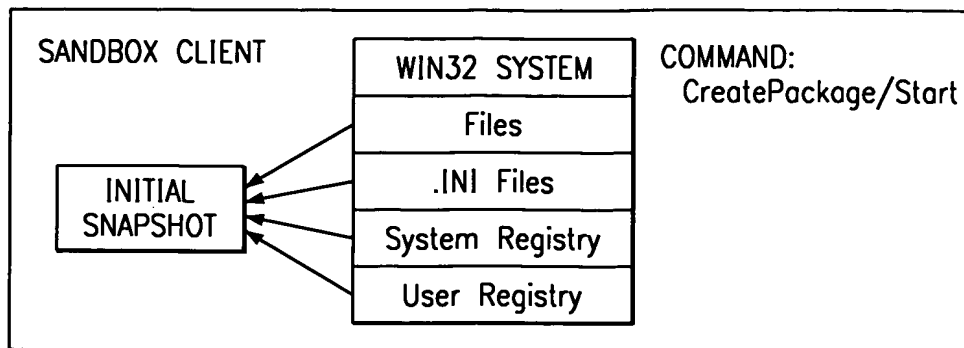 SANDBOX CLIENT
WIN32 SYSTEM
Files
.INI Files
System Registry
User Registry
INITIAL
SNAPSHOT
COMMAND:
CreatePackage/Start